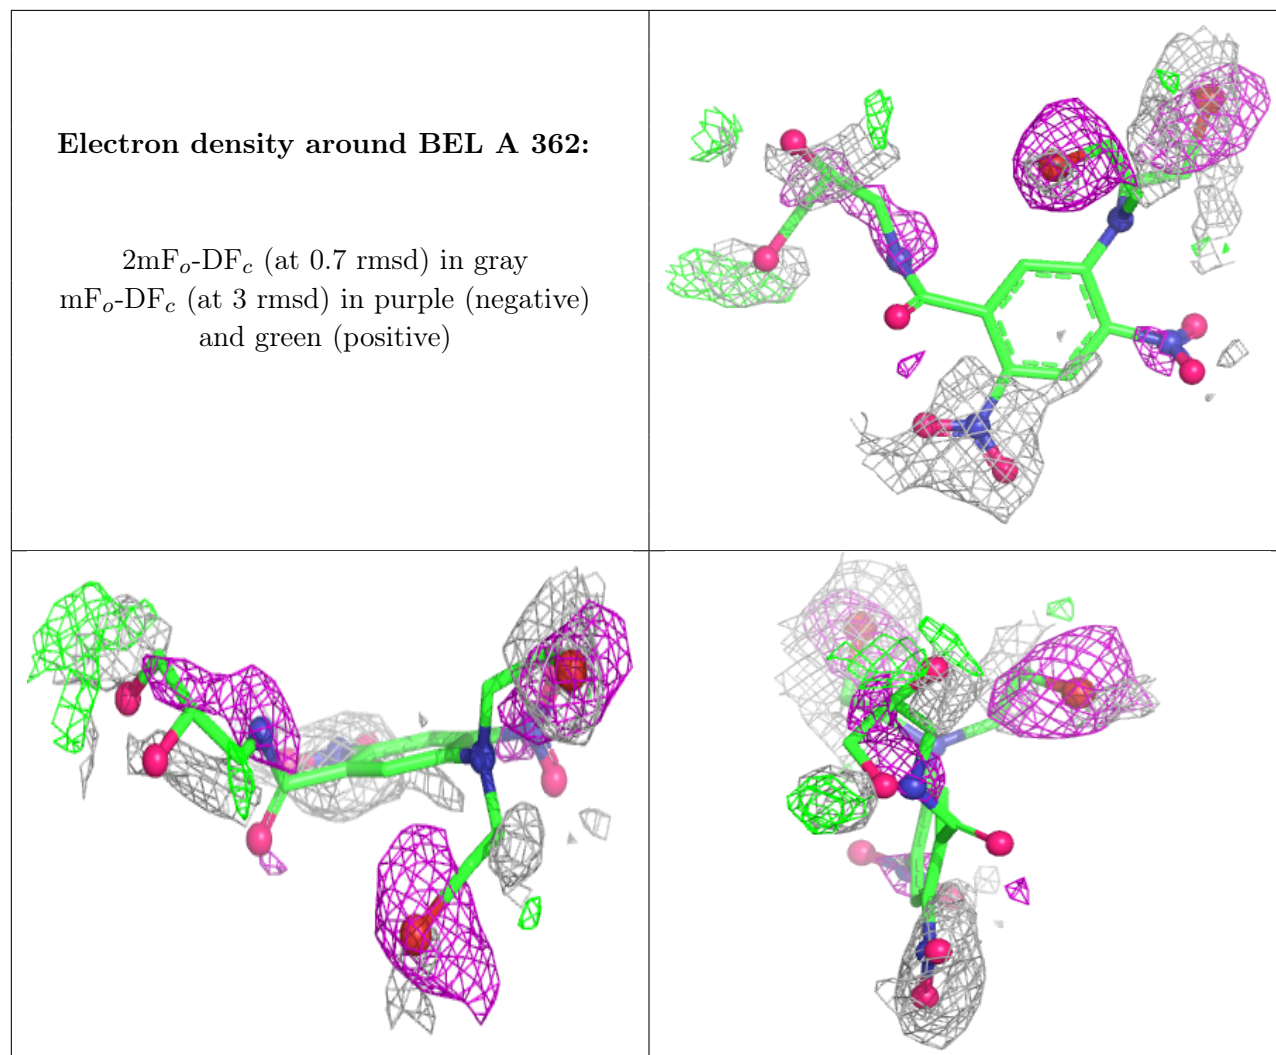 Electron density around BEL A 362:
2mFₒ-DF𝒸 (at 0.7 rmsd) in gray
mFₒ-DF𝒸 (at 3 rmsd) in purple (negative)
and green (positive)